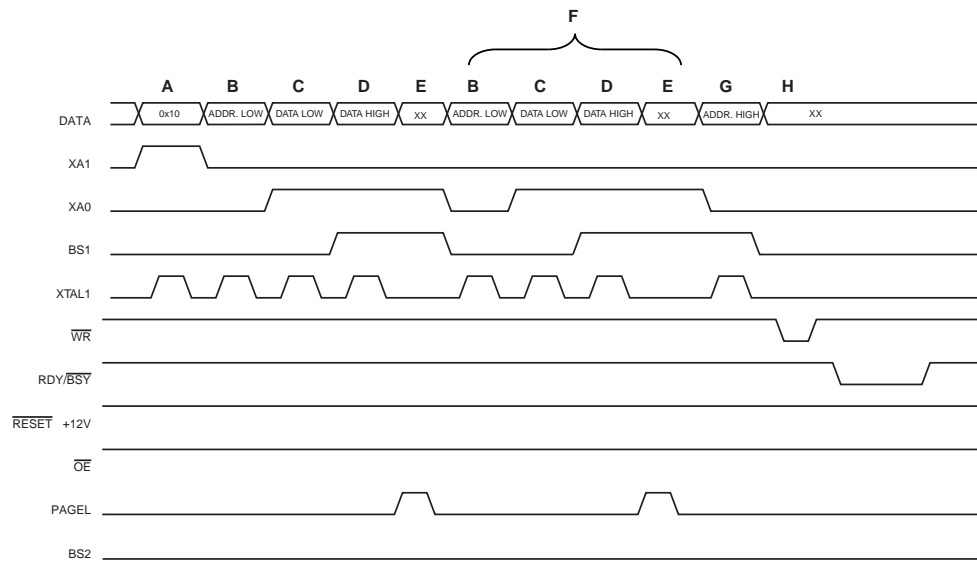 F
A B C D E B C D E G H
DATA 0x10 ADDR. LOW DATA LOW DATA HIGH XX ADDR. LOW DATA LOW DATA HIGH XX ADDR. HIGH XX
XA1
XA0
BS1
XTAL1
WR
RDY/BSY
RESET +12V
OE
PAGEL
BS2